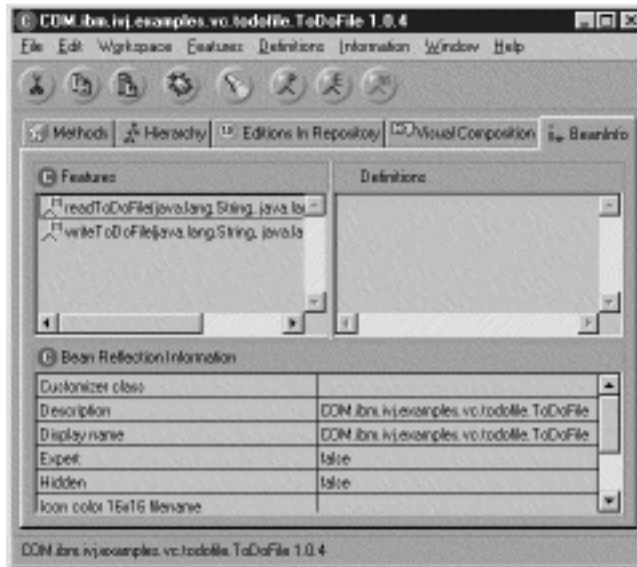 COM.ibm.ivj.examples.vc.todofile.ToDoFile 1.0.4
File Edit Workspace Features Definitions Information Window Help
Methods Hierarchy Editions In Repository Visual Composition BeanInfo
Features Definitions
readToDoFile(java.lang.String, java.la
writeToDoFile(java.lang.String, java.la
Bean Reflection Information
Customizer class
Description COM.ibm.ivj.examples.vc.todofile.ToDoFile
Display name COM.ibm.ivj.examples.vc.todofile.ToDoFile
Expert false
Hidden false
Icon color 16x16 filename
COM.ibm.ivj.examples.vc.todofile.ToDoFile 1.0.4